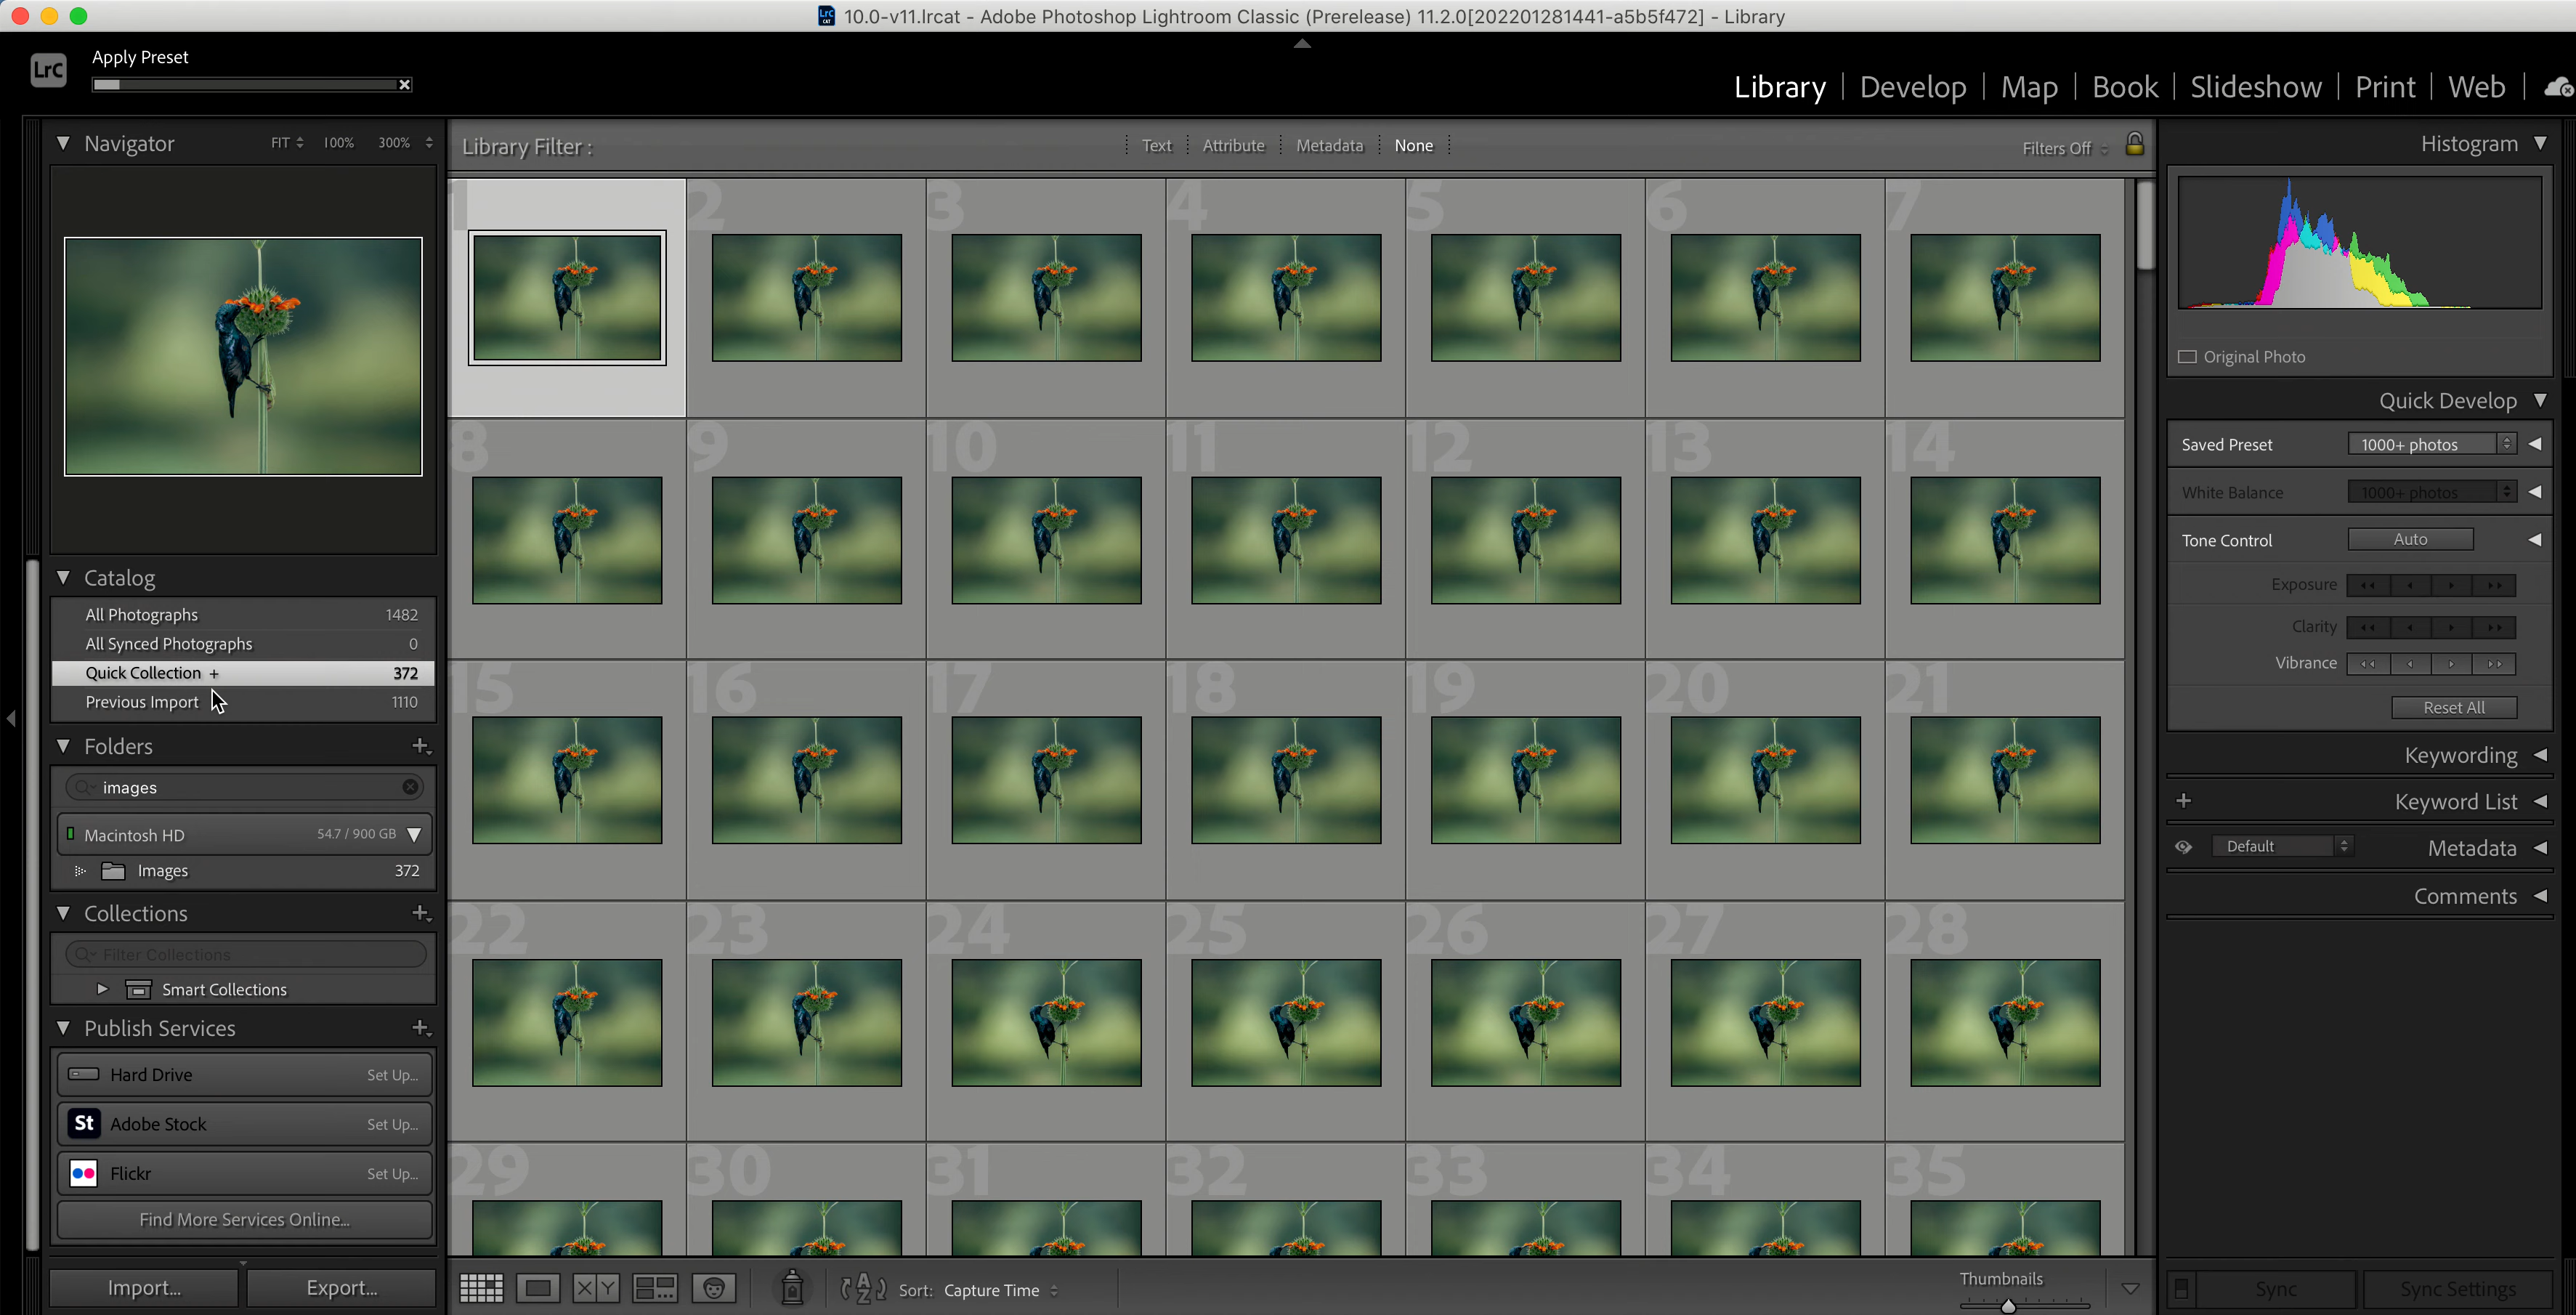 10.0-v11.lrcat - Adobe Photoshop Lightroom Classic (Prerelease) 11.2.0[202201281441-a5b5f472] - Library
LrC
Apply Preset
Library | Develop | Map | Book | Slideshow | Print | Web
Navigator FIT 100% 300%
Library Filter : Text Attribute Metadata None Filters Off
Histogram
Original Photo
Quick Develop
Saved Preset 1000+ photos
White Balance 1000+ photos
Tone Control Auto
Exposure
Clarity
Vibrance
Reset All
Keywording
Keyword List
Default Metadata
Comments
1 2 3 4 5 6 7
8 9 10 11 12 13 14
15 16 17 18 19 20 21
22 23 24 25 26 27 28
29 30 31 32 33 34 35
Catalog
All Photographs 1482
All Synced Photographs 0
Quick Collection + 372
Previous Import 1110
Folders
images
Macintosh HD 54.7 / 900 GB
Images 372
Collections
Filter Collections
Smart Collections
Publish Services
Hard Drive Set Up...
St Adobe Stock Set Up...
Flickr Set Up...
Find More Services Online...
Import... Export...
X Y
A Z Sort: Capture Time
Thumbnails
Sync Sync Settings